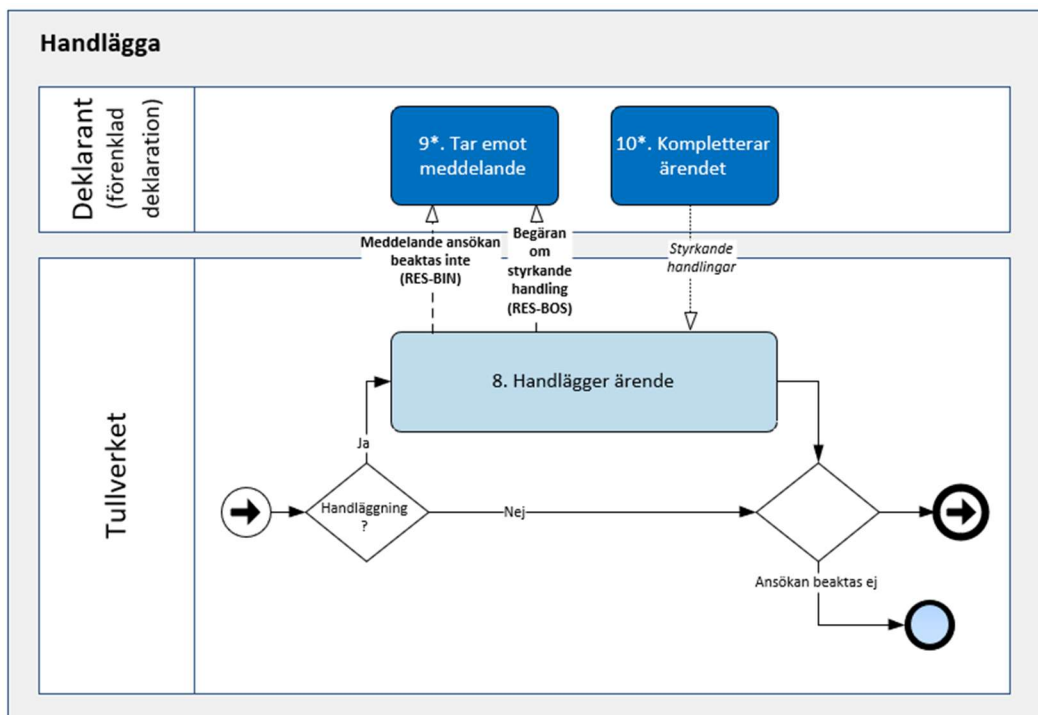 Handlägga
Deklarant
(förenklad
deklaration)
9*. Tar emot
meddelande
10*. Kompletterar
ärendet
Meddelande ansökan
beaktas inte
(RES-BIN)
Begäran
om
styrkande
handling
(RES-BOS)
Styrkande
handlingar
Tullverket
8. Handlägger ärende
Ja
Handläggning
?
Nej
Ansökan beaktas ej